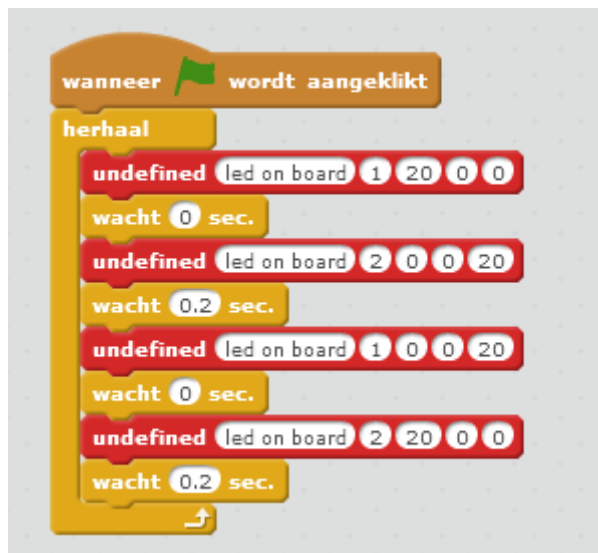 wanneer wordt aangeklikt
herhaal
undefined led on board 1 20 0 0
wacht 0 sec.
undefined led on board 2 0 0 20
wacht 0.2 sec.
undefined led on board 1 0 0 20
wacht 0 sec.
undefined led on board 2 20 0 0
wacht 0.2 sec.